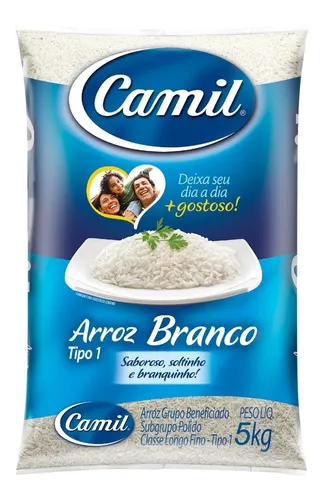 Camil®
Deixa seu
dia a dia
+gostoso!
Arroz Branco
Tipo 1
Saboroso, soltinho
e branquinho!
Camil
Arroz Grupo Beneficiado
Subgrupo Polido
Classe Longo Fino - Tipo 1
PESO LÍQ.
5kg